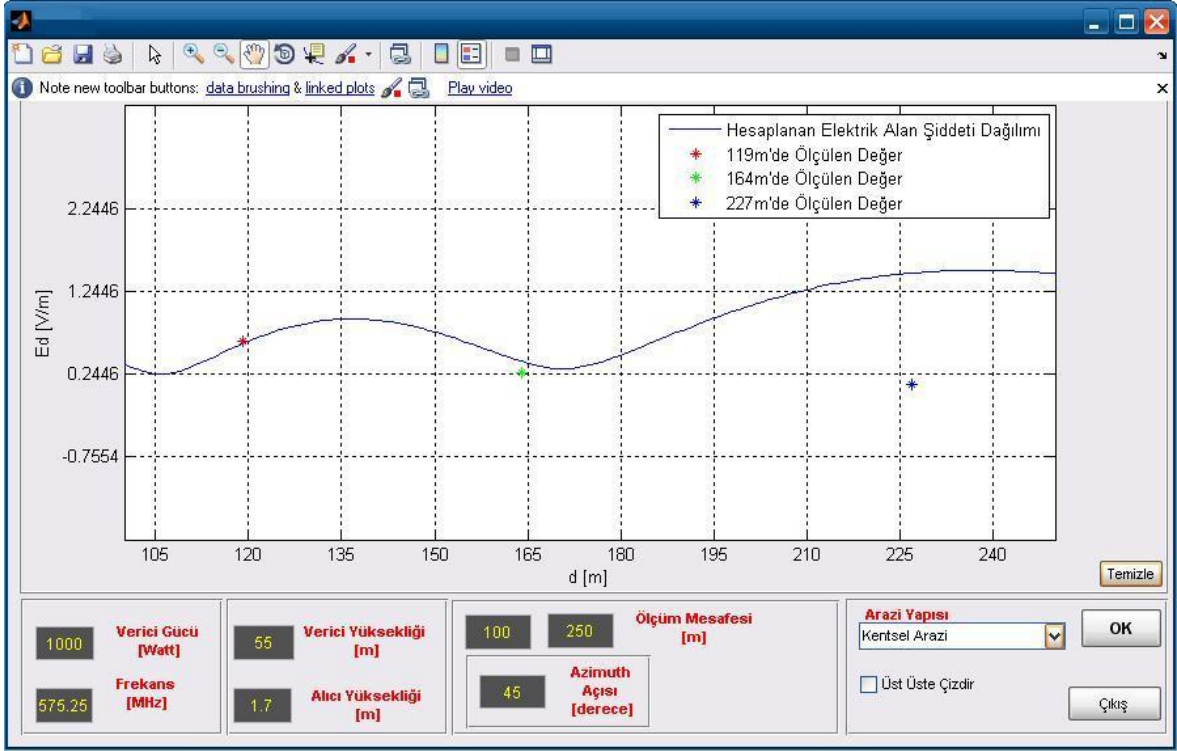 Note new toolbar buttons: data brushing & linked plots Play video
Hesaplanan Elektrik Alan Şiddeti Dağılımı
119m'de Ölçülen Değer
164m'de Ölçülen Değer
227m'de Ölçülen Değer
2.2446
1.2446
0.2446
-0.7554
Ed [V/m]
105 120 135 150 165 180 195 210 225 240
d [m]
Temizle
1000
Verici Gücü
[Watt]
575.25
Frekans
[MHz]
55
Verici Yüksekliği
[m]
1.7
Alıcı Yüksekliği
[m]
100 250
Ölçüm Mesafesi
[m]
45
Azimuth
Açısı
[derece]
Arazi Yapısı
Kentsel Arazi
OK
Üst Üste Çizdir
Çıkış